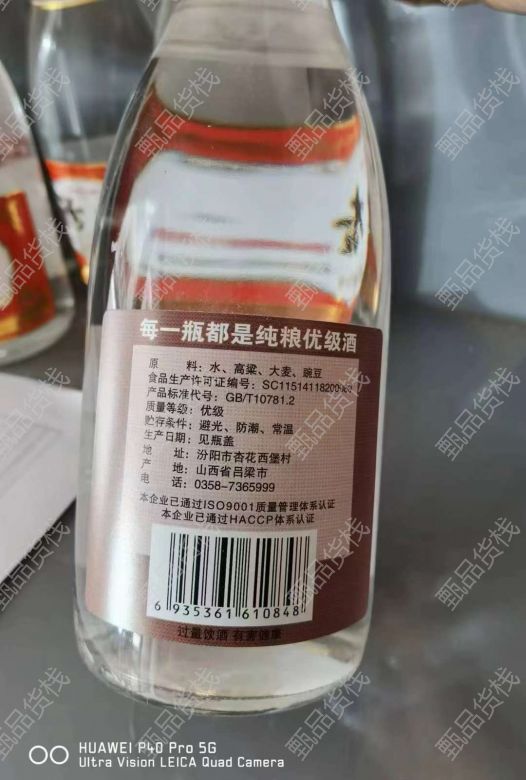 每一瓶都是纯粮优级酒
原 料：水、高粱、大麦、豌豆
食品生产许可证编号：SC11514118200
产品标准代号：GB/T10781.2
质量等级：优级
贮存条件：避光、防潮、常温
生产日期：见瓶盖
地 址：汾阳市杏花西堡村
产 地：山西省吕梁市
电 话：0358-7365999
本企业已通过ISO9001质量管理体系认证
本企业已通过HACCP体系认证
6 935361 610848
过量饮酒 有害健康
甄品货栈
HUAWEI P40 Pro 5G
Ultra Vision LEICA Quad Camera